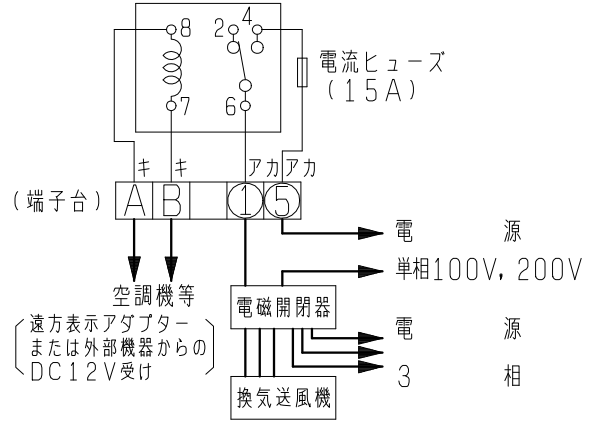 8
2
4
7
6
電流ヒューズ
(15A)
キ
キ
アカ
アカ
(端子台)
A
B
1
5
電 源
単相100V, 200V
空調機等
遠方表示アダプター
または外部機器からの
DC12V受け
電磁開閉器
電 源
3 相
換気送風機